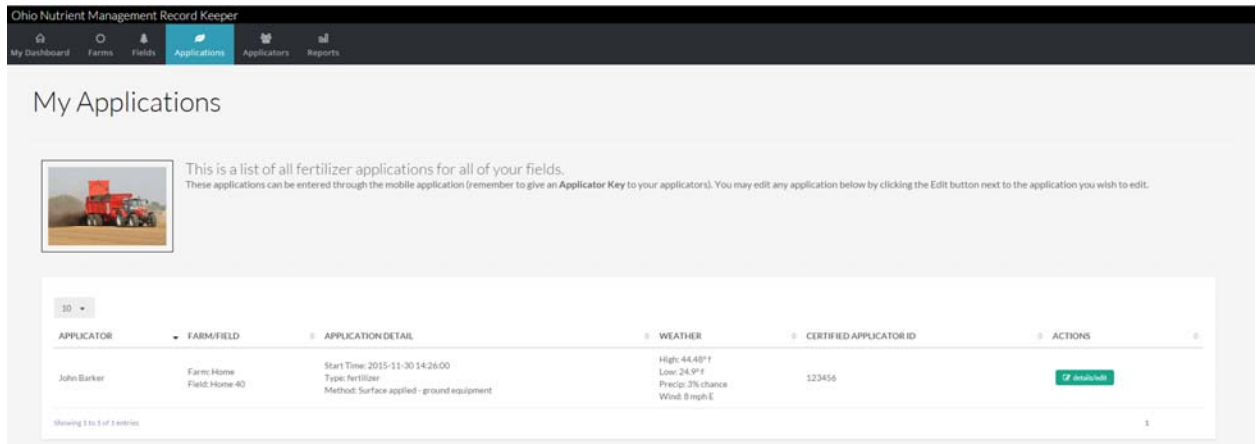 Ohio Nutrient Management Record Keeper
My Dashboard Farms Fields Applications Applicators Reports
My Applications
This is a list of all fertilizer applications for all of your fields.
These applications can be entered through the mobile application (remember to give an Applicator Key to your applicators). You may edit any application below by clicking the Edit button next to the application you wish to edit.
10
APPLICATOR FARM/FIELD APPLICATION DETAIL WEATHER CERTIFIED APPLICATOR ID ACTIONS
John Barker
Farm: Home
Field: Home 40
Start Time: 2015-11-30 14:26:00
Type: fertilizer
Method: Surface applied - ground equipment
High: 44.48° f
Low: 24.9° f
Precip: 3% chance
Wind: 8 mph E
123456
details/edit
Showing 1 to 1 of 1 entries
1